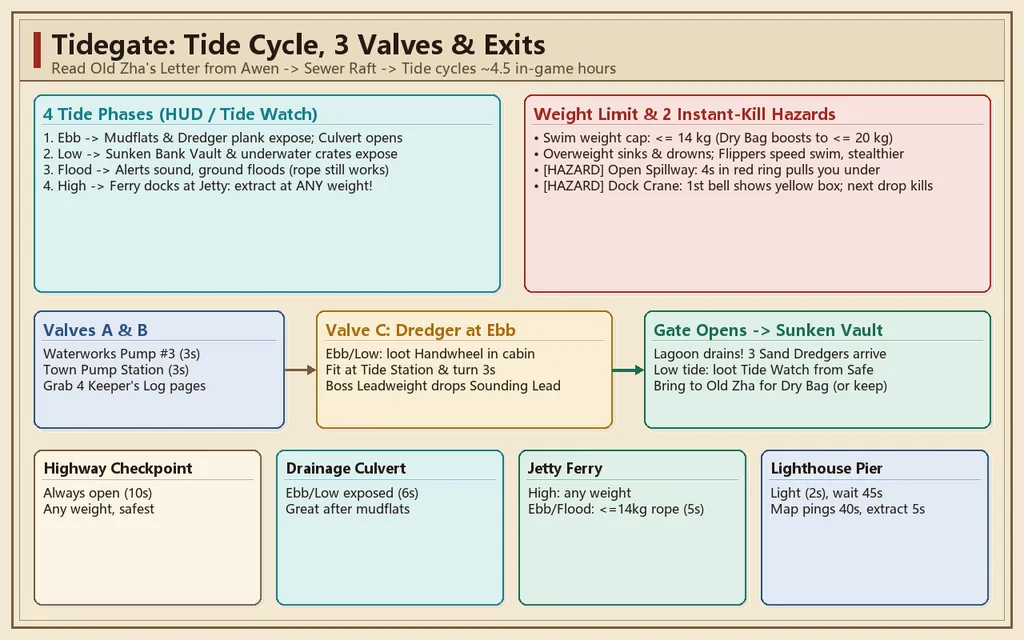 Tidegate: Tide Cycle, 3 Valves & Exits
Read Old Zha's Letter from Awen -> Sewer Raft -> Tide cycles ~4.5 in-game hours
4 Tide Phases (HUD / Tide Watch)
1. Ebb -> Mudflats & Dredger plank expose; Culvert opens
2. Low -> Sunken Bank Vault & underwater crates expose
3. Flood -> Alerts sound, ground floods (rope still works)
4. High -> Ferry docks at Jetty: extract at ANY weight!
Weight Limit & 2 Instant-Kill Hazards
• Swim weight cap: <= 14 kg (Dry Bag boosts to <= 20 kg)
• Overweight sinks & drowns; Flippers speed swim, stealthier
• [HAZARD] Open Spillway: 4s in red ring pulls you under
• [HAZARD] Dock Crane: 1st bell shows yellow box; next drop kills
Valves A & B
Waterworks Pump #3 (3s)
Town Pump Station (3s)
Grab 4 Keeper's Log pages
Valve C: Dredger at Ebb
Ebb/Low: loot Handwheel in cabin
Fit at Tide Station & turn 3s
Boss Leadweight drops Sounding Lead
Gate Opens -> Sunken Vault
Lagoon drains! 3 Sand Dredgers arrive
Low tide: loot Tide Watch from Safe
Bring to Old Zha for Dry Bag (or keep)
Highway Checkpoint
Always open (10s)
Any weight, safest
Drainage Culvert
Ebb/Low exposed (6s)
Great after mudflats
Jetty Ferry
High: any weight
Ebb/Flood: <=14kg rope (5s)
Lighthouse Pier
Light (2s), wait 45s
Map pings 40s, extract 5s